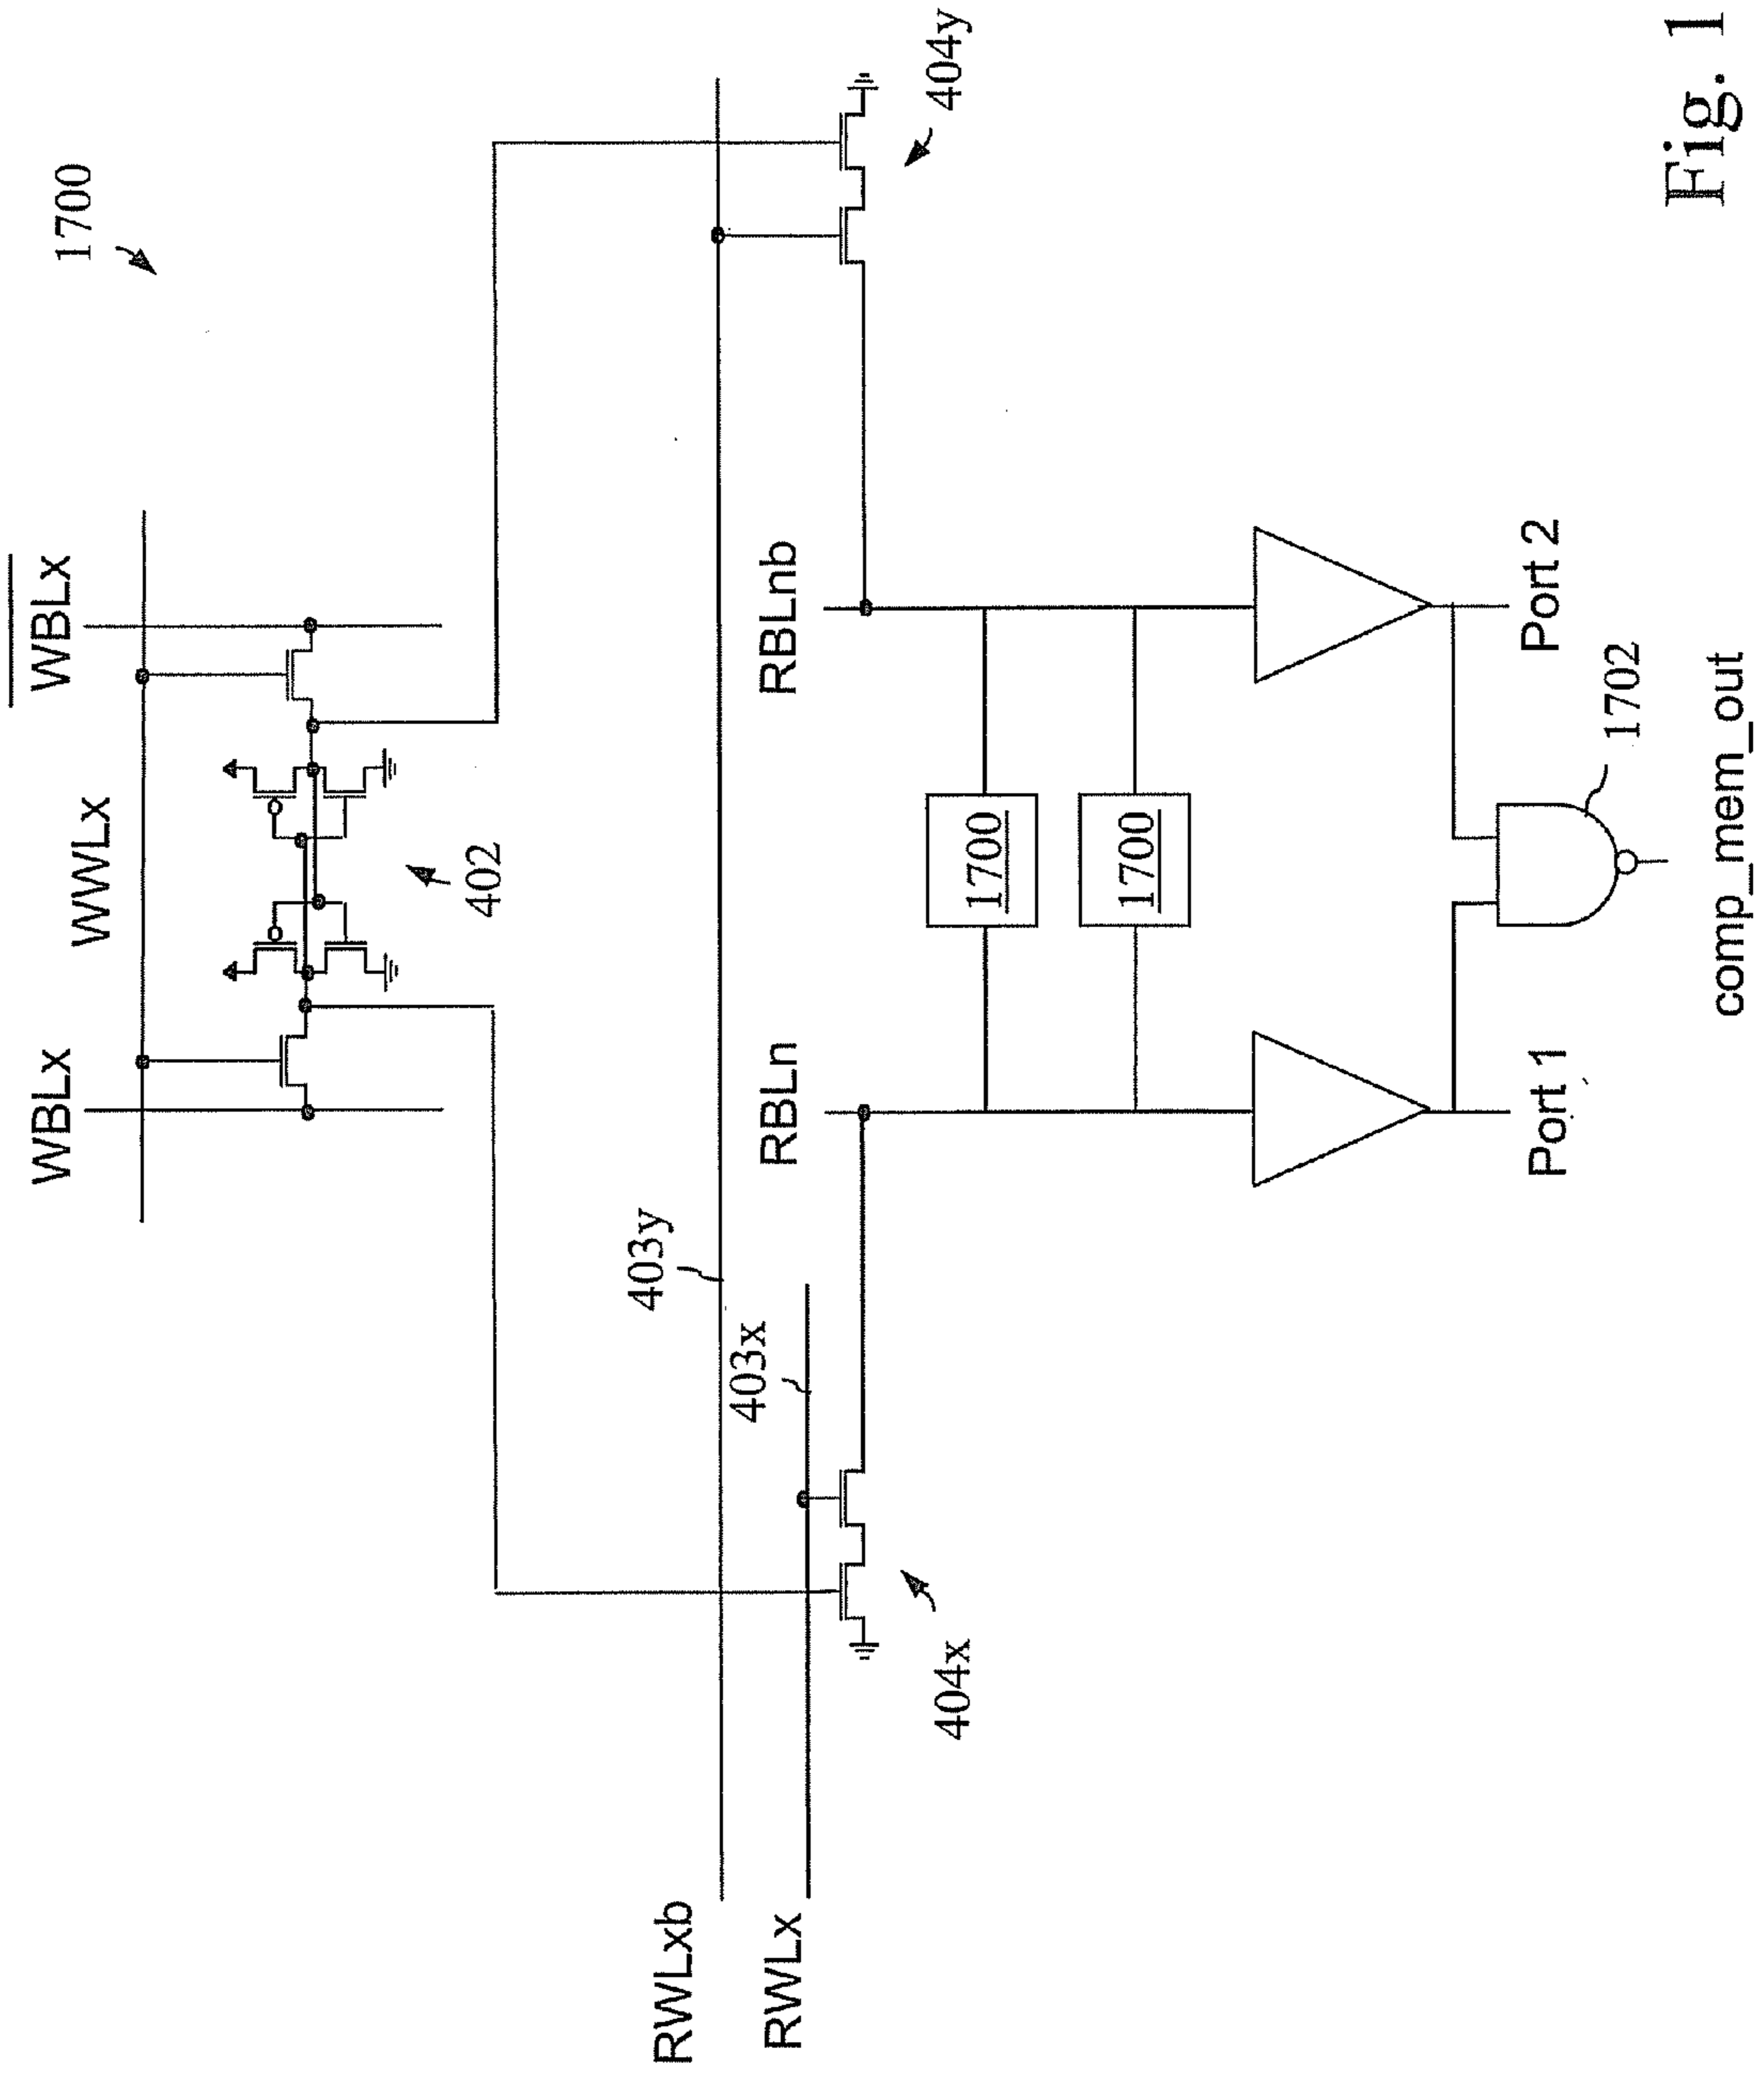 1700
WBLx
WWLx
WBLx
402
RWLxb
403y
RWLx
403x
RBLn
RBLnb
404x
404y
1700
1700
Port 1
Port 2
1702
comp_mem_out
Fig. 1